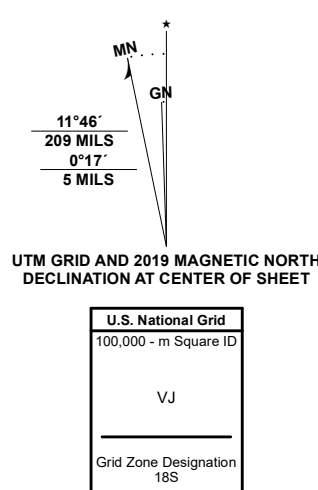 ★
MN
GN
11°46´
209 MILS
0°17´
5 MILS
UTM GRID AND 2019 MAGNETIC NORTH
DECLINATION AT CENTER OF SHEET
U.S. National Grid
100,000 - m Square ID
VJ
Grid Zone Designation
18S